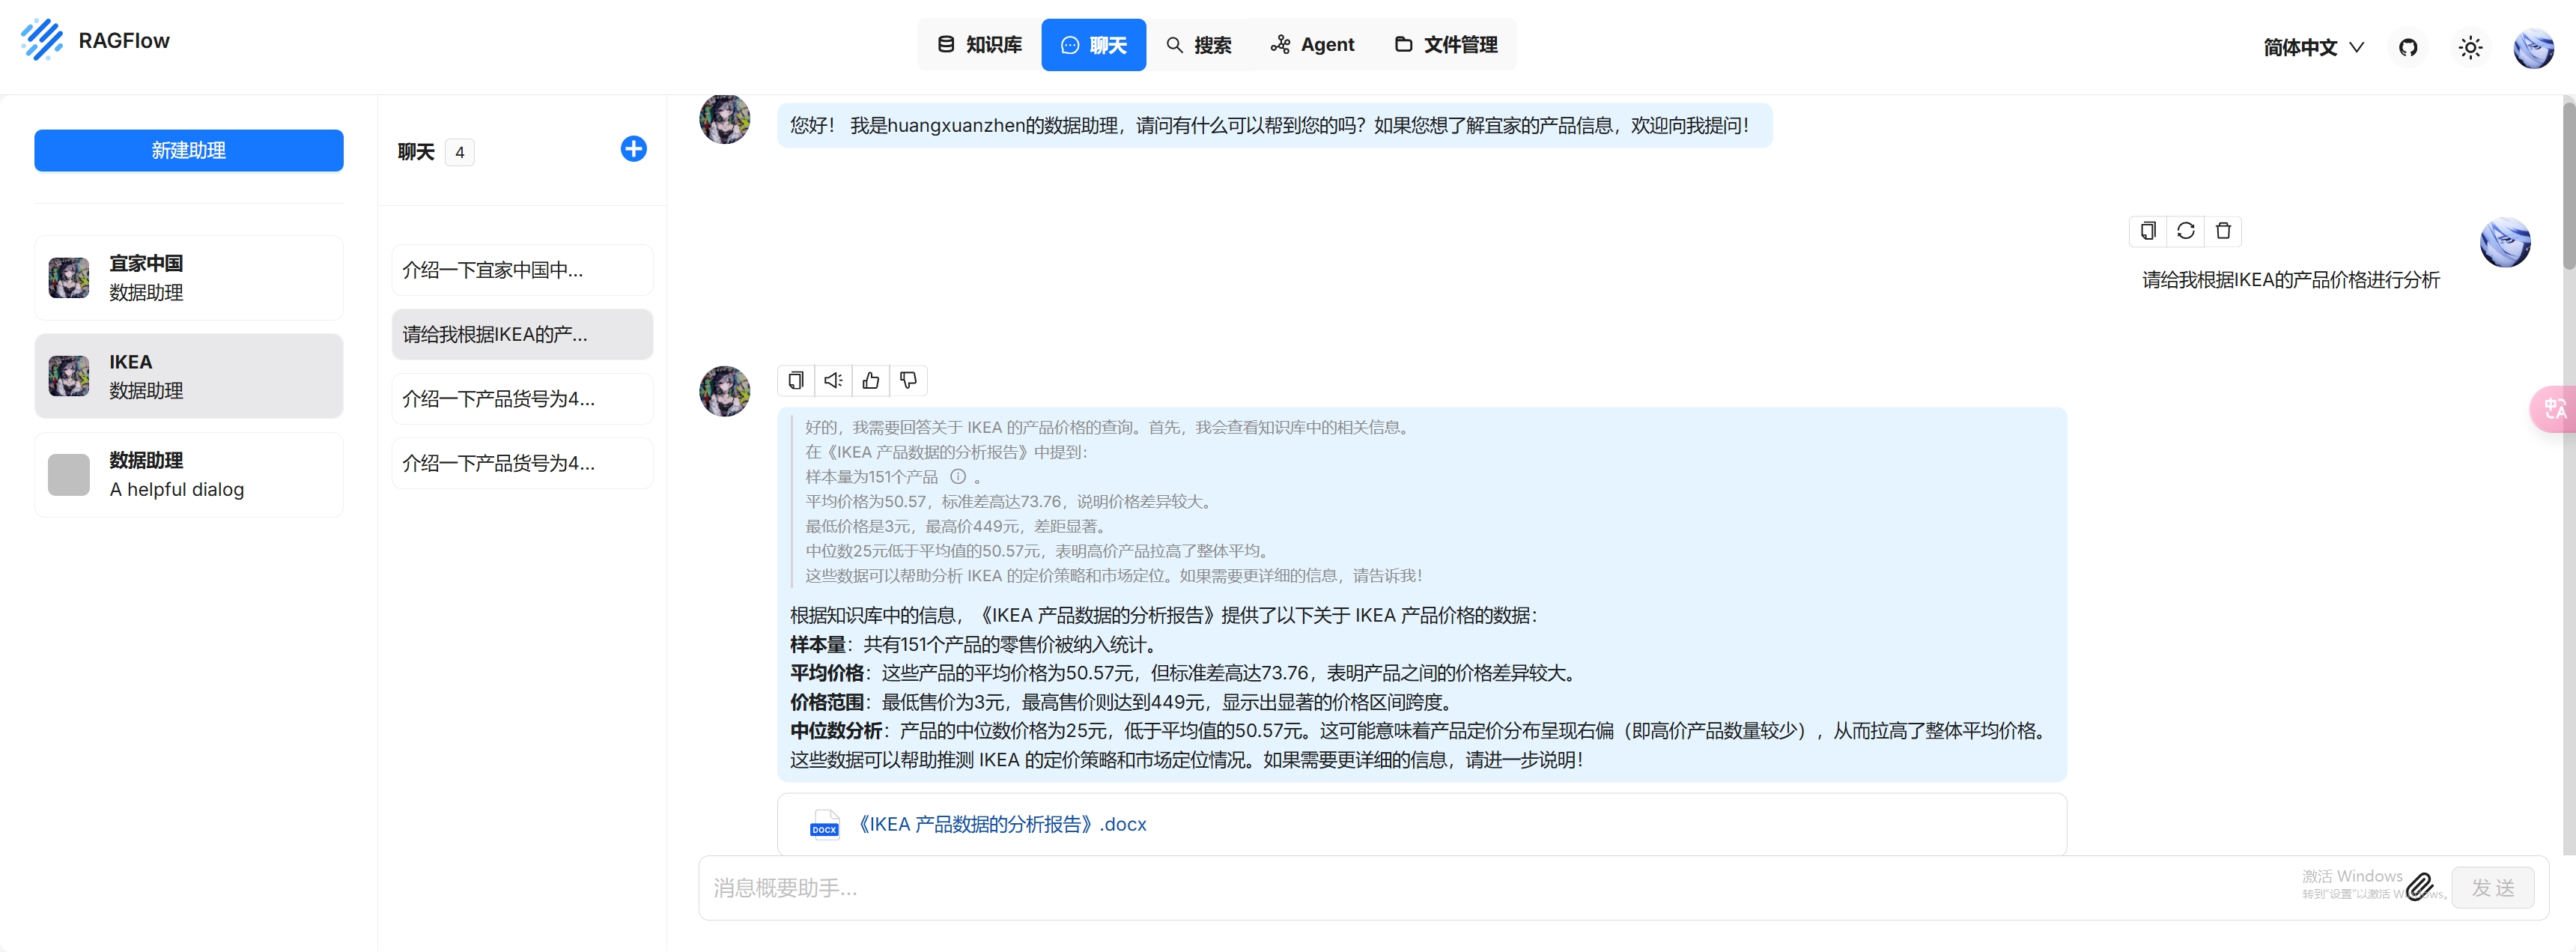 RAGFlow
知识库
聊天
搜索
Agent
文件管理
简体中文
新建助理
宜家中国
数据助理
IKEA
数据助理
数据助理
A helpful dialog
聊天 4
介绍一下宜家中国中...
请给我根据IKEA的产...
介绍一下产品货号为4...
介绍一下产品货号为4...
您好！ 我是huangxuanzhen的数据助理，请问有什么可以帮到您的吗？如果您想了解宜家的产品信息，欢迎向我提问！
请给我根据IKEA的产品价格进行分析
好的，我需要回答关于 IKEA 的产品价格的查询。首先，我会查看知识库中的相关信息。
在《IKEA 产品数据的分析报告》中提到：
样本量为151个产品 。
平均价格为50.57，标准差高达73.76，说明价格差异较大。
最低价格是3元，最高价449元，差距显著。
中位数25元低于平均值的50.57元，表明高价产品拉高了整体平均。
这些数据可以帮助分析 IKEA 的定价策略和市场定位。如果需要更详细的信息，请告诉我！
根据知识库中的信息，《IKEA 产品数据的分析报告》提供了以下关于 IKEA 产品价格的数据：
样本量：共有151个产品的零售价被纳入统计。
平均价格：这些产品的平均价格为50.57元，但标准差高达73.76，表明产品之间的价格差异较大。
价格范围：最低售价为3元，最高售价则达到449元，显示出显著的价格区间跨度。
中位数分析：产品的中位数价格为25元，低于平均值的50.57元。这可能意味着产品定价分布呈现右偏（即高价产品数量较少），从而拉高了整体平均价格。
这些数据可以帮助推测 IKEA 的定价策略和市场定位情况。如果需要更详细的信息，请进一步说明！
DOCX
《IKEA 产品数据的分析报告》.docx
消息概要助手...
激活 Windows
转到“设置”以激活 Windows。
发 送
中A